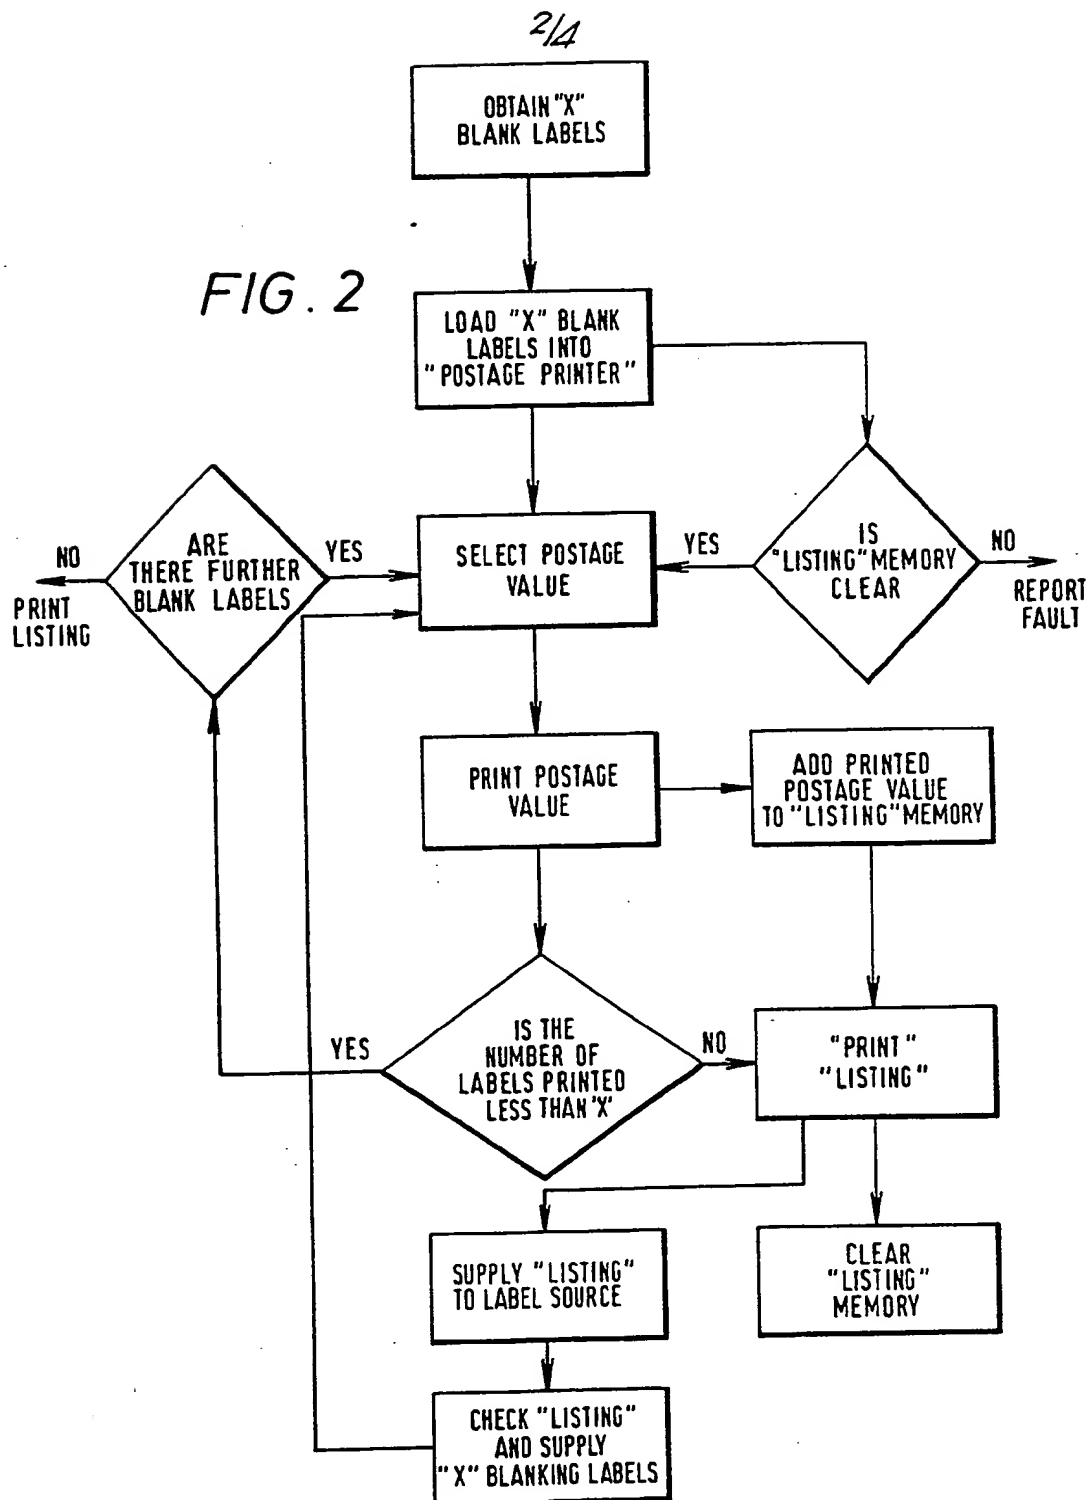 2/4
OBTAIN "X"
BLANK LABELS
FIG. 2
LOAD "X" BLANK
LABELS INTO
"POSTAGE PRINTER"
ARE
THERE FURTHER
BLANK LABELS
NO
PRINT
LISTING
YES
SELECT POSTAGE
VALUE
YES
IS
"LISTING" MEMORY
CLEAR
NO
REPORT
FAULT
PRINT POSTAGE
VALUE
ADD PRINTED
POSTAGE VALUE
TO "LISTING" MEMORY
YES
IS THE
NUMBER OF
LABELS PRINTED
LESS THAN 'X'
NO
"PRINT"
"LISTING"
SUPPLY "LISTING"
TO LABEL SOURCE
CLEAR
"LISTING"
MEMORY
CHECK "LISTING"
AND SUPPLY
"X" BLANKING LABELS